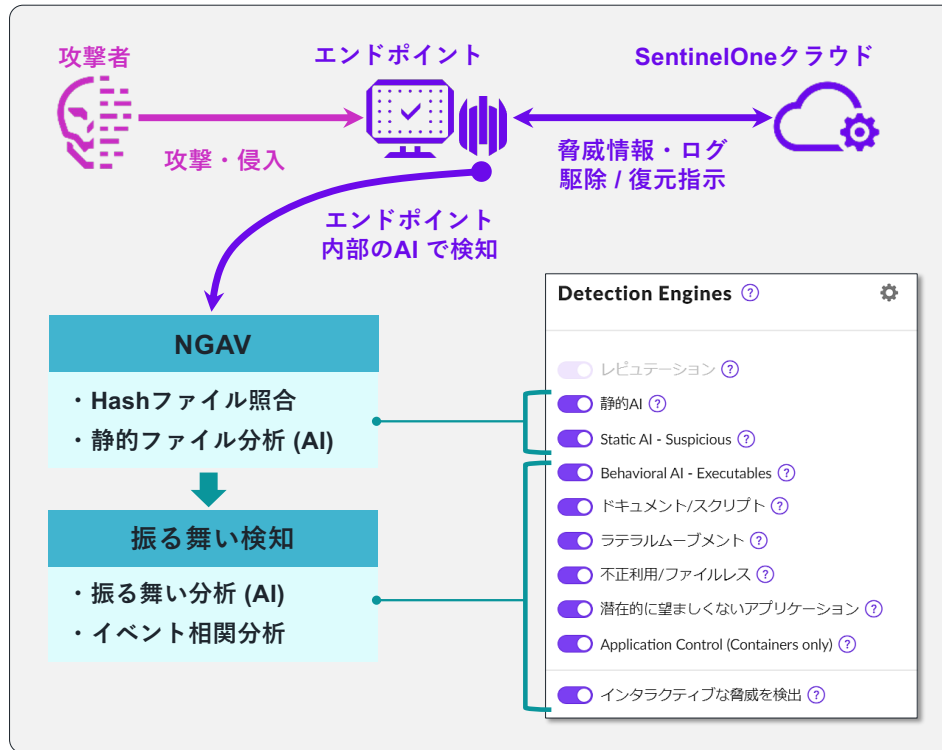 攻撃者
エンドポイント
SentinelOneクラウド
攻撃・侵入
脅威情報・ログ
駆除 / 復元指示
エンドポイント
内部のAI で検知
NGAV
・Hashファイル照合
・静的ファイル分析 (AI)
振る舞い検知
・振る舞い分析 (AI)
・イベント相関分析
Detection Engines ?
レピュテーション ?
静的AI ?
Static AI - Suspicious ?
Behavioral AI - Executables ?
ドキュメント/スクリプト ?
ラテラルムーブメント ?
不正利用/ファイルレス ?
潜在的に望ましくないアプリケーション ?
Application Control (Containers only) ?
インタラクティブな脅威を検出 ?